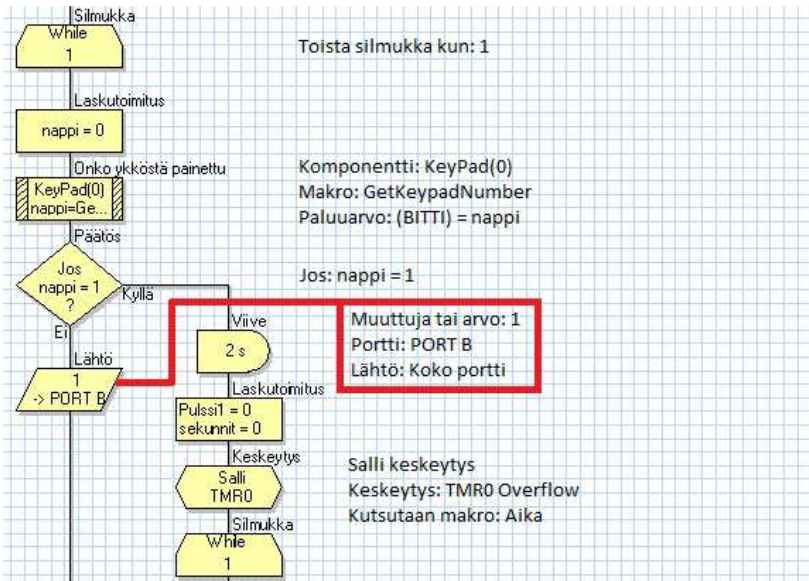 Silmukka
While
1
Toista silmukka kun: 1
Laskutoimitus
nappi = 0
Onko ykköstä painettu
KeyPad(0)
nappi=Ge...
Komponentti: KeyPad(0)
Makro: GetKeypadNumber
Paluuarvo: (BITTI) = nappi
Päätös
Jos
nappi = 1
?
Kyllä
Ei
Jos: nappi = 1
Lähtö
1
-> PORT B
Viive
2 s
Muuttuja tai arvo: 1
Portti: PORT B
Lähtö: Koko portti
Laskutoimitus
Pulssi1 = 0
sekunnit = 0
Keskeytys
Salli
TMR0
Salli keskeytys
Keskeytys: TMR0 Overflow
Kutsutaan makro: Aika
Silmukka
While
1